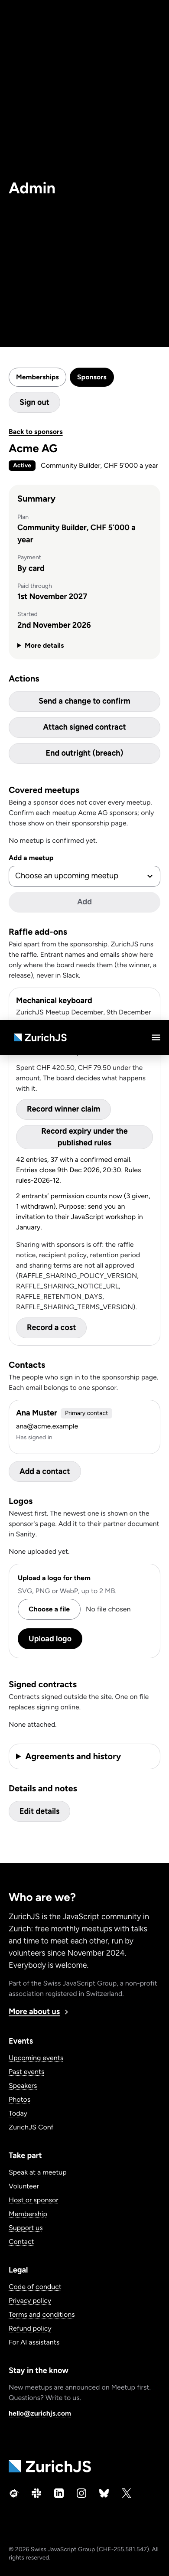 Admin
Memberships
Sponsors
Sign out
Back to sponsors
Acme AG
Active
Community Builder, CHF 5'000 a year
Summary
Plan
Community Builder, CHF 5'000 a
year
Payment
By card
Paid through
1st November 2027
Started
2nd November 2026
More details
Actions
Send a change to confirm
Attach signed contract
End outright (breach)
Covered meetups
Being a sponsor does not cover every meetup.
Confirm each meetup Acme AG sponsors; only
those show on their sponsorship page.
No meetup is confirmed yet.
Add a meetup
Choose an upcoming meetup
Add
Raffle add-ons
Paid apart from the sponsorship. ZurichJS runs
the raffle. Entrant names and emails show here
only where the board needs them (the winner, a
release), never in Slack.
Mechanical keyboard
ZurichJS Meetup December, 9th December
ZurichJS
Spent CHF 420.50, CHF 79.50 under the
amount. The board decides what happens
with it.
Record winner claim
Record expiry under the
published rules
42 entries, 37 with a confirmed email.
Entries close 9th Dec 2026, 20:30. Rules
rules-2026-12.
2 entrants' permission counts now (3 given,
1 withdrawn). Purpose: send you an
invitation to their JavaScript workshop in
January.
Sharing with sponsors is off: the raffle
notice, recipient policy, retention period
and sharing terms are not all approved
(RAFFLE_SHARING_POLICY_VERSION,
RAFFLE_SHARING_NOTICE_URL,
RAFFLE_RETENTION_DAYS,
RAFFLE_SHARING_TERMS_VERSION).
Record a cost
Contacts
The people who sign in to the sponsorship page.
Each email belongs to one sponsor.
Ana Muster
Primary contact
ana@acme.example
Has signed in
Add a contact
Logos
Newest first. The newest one is shown on the
sponsor's page. Add it to their partner document
in Sanity.
None uploaded yet.
Upload a logo for them
SVG, PNG or WebP, up to 2 MB.
Choose a file
No file chosen
Upload logo
Signed contracts
Contracts signed outside the site. One on file
replaces signing online.
None attached.
Agreements and history
Details and notes
Edit details
Who are we?
ZurichJS is the JavaScript community in
Zurich: free monthly meetups with talks
and time to meet each other, run by
volunteers since November 2024.
Everybody is welcome.
Part of the Swiss JavaScript Group, a non-profit
association registered in Switzerland.
More about us
Events
Upcoming events
Past events
Speakers
Photos
Today
ZurichJS Conf
Take part
Speak at a meetup
Volunteer
Host or sponsor
Membership
Support us
Contact
Legal
Code of conduct
Privacy policy
Terms and conditions
Refund policy
For AI assistants
Stay in the know
New meetups are announced on Meetup first.
Questions? Write to us.
hello@zurichjs.com
ZurichJS
© 2026 Swiss JavaScript Group (CHE-255.581.547). All
rights reserved.